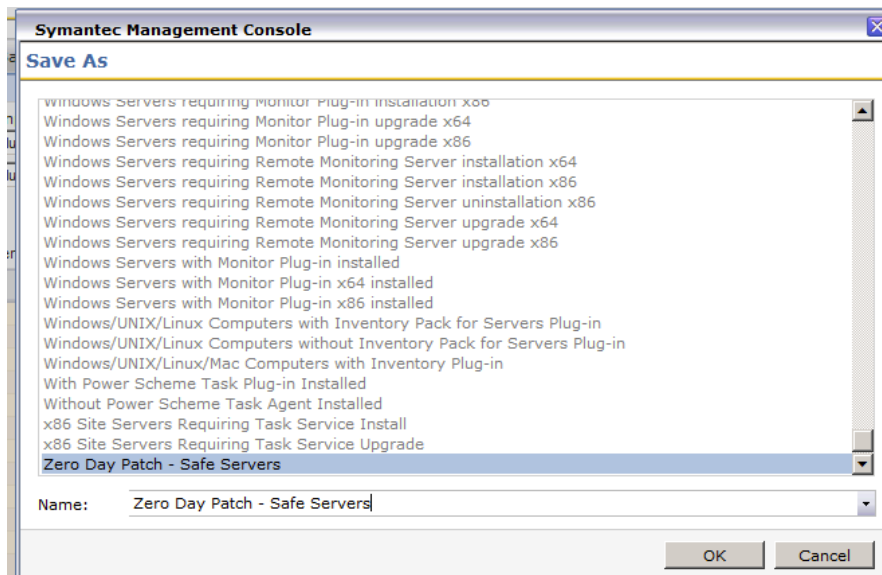 Symantec Management Console
Save As
Windows Servers requiring Monitor Plug-in installation x86
Windows Servers requiring Monitor Plug-in upgrade x64
Windows Servers requiring Monitor Plug-in upgrade x86
Windows Servers requiring Remote Monitoring Server installation x64
Windows Servers requiring Remote Monitoring Server installation x86
Windows Servers requiring Remote Monitoring Server uninstallation x86
Windows Servers requiring Remote Monitoring Server upgrade x64
Windows Servers requiring Remote Monitoring Server upgrade x86
Windows Servers with Monitor Plug-in installed
Windows Servers with Monitor Plug-in x64 installed
Windows Servers with Monitor Plug-in x86 installed
Windows/UNIX/Linux Computers with Inventory Pack for Servers Plug-in
Windows/UNIX/Linux Computers without Inventory Pack for Servers Plug-in
Windows/UNIX/Linux/Mac Computers with Inventory Plug-in
With Power Scheme Task Plug-in Installed
Without Power Scheme Task Agent Installed
x86 Site Servers Requiring Task Service Install
x86 Site Servers Requiring Task Service Upgrade
Zero Day Patch - Safe Servers
Name: Zero Day Patch - Safe Servers
OK Cancel